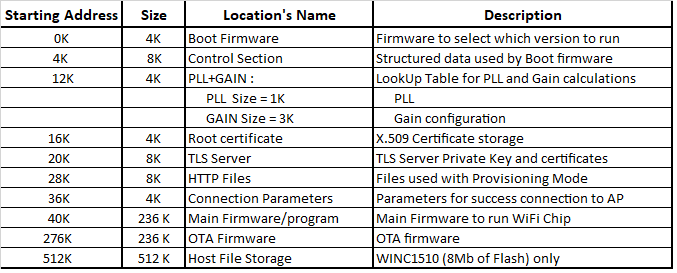 Starting Address Size Location's Name Description
0K 4K Boot Firmware Firmware to select which version to run
4K 8K Control Section Structured data used by Boot firmware
12K 4K PLL+GAIN : LookUp Table for PLL and Gain calculations
PLL Size = 1K PLL
GAIN Size = 3K Gain configuration
16K 4K Root certificate X.509 Certificate storage
20K 8K TLS Server TLS Server Private Key and certificates
28K 8K HTTP Files Files used with Provisioning Mode
36K 4K Connection Parameters Parameters for success connection to AP
40K 236 K Main Firmware/program Main Firmware to run WiFi Chip
276K 236 K OTA Firmware OTA firmware
512K 512 K Host File Storage WINC1510 (8Mb of Flash) only